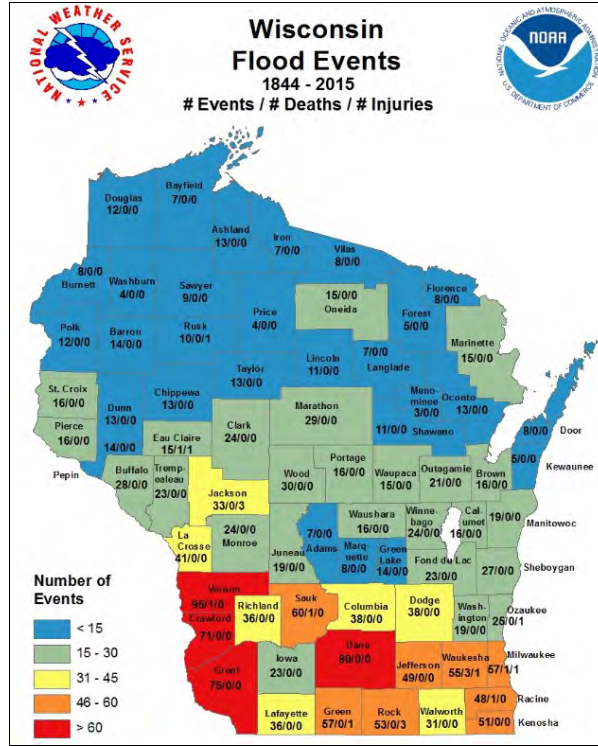 NATIONAL WEATHER SERVICE
Wisconsin
Flood Events
1844 - 2015
# Events / # Deaths / # Injuries
NATIONAL OCEANIC AND ATMOSPHERIC ADMINISTRATION
NOAA
U.S. DEPARTMENT OF COMMERCE
Douglas
12/0/0
Bayfield
7/0/0
Ashland
13/0/0
Iron
7/0/0
Vilas
8/0/0
8/0/0
Burnett
Washburn
4/0/0
Sawyer
9/0/0
Price
4/0/0
15/0/0
Oneida
Florence
8/0/0
Forest
5/0/0
Marinette
15/0/0
Polk
12/0/0
Barron
14/0/0
Rusk
10/0/1
Taylor
13/0/0
Lincoln
11/0/0
7/0/0
Langlade
Meno-
minee
3/0/0
Oconto
13/0/0
St. Croix
16/0/0
Pierce
16/0/0
Dunn
13/0/0
Chippewa
13/0/0
14/0/0
Pepin
Eau Claire
15/1/1
Clark
24/0/0
Marathon
29/0/0
11/0/0
Shawano
8/0/0
Door
5/0/0
Kewaunee
Buffalo
28/0/0
Tremp-
ealeau
23/0/0
Jackson
33/0/3
Wood
30/0/0
Portage
16/0/0
Waupaca
15/0/0
Outagamie
21/0/0
Brown
16/0/0
La
Crosse
41/0/0
24/0/0
Monroe
Juneau
19/0/0
7/0/0
Adams
Waushara
16/0/0
Winne-
bago
24/0/0
Cal-
umet
16/0/0
19/0/0
Manitowoc
Marq-
uette
8/0/0
Green
Lake
14/0/0
Fond du Lac
23/0/0
27/0/0
Sheboygan
Vernon
95/1/0
Crawford
71/0/0
Richland
36/0/0
Sauk
60/1/0
Columbia
38/0/0
Dodge
38/0/0
Wash-
ington
19/0/0
Ozaukee
25/0/1
Grant
75/0/0
Iowa
23/0/0
Dane
80/0/0
Jefferson
49/0/0
Waukesha
55/3/1
Milwaukee
57/1/1
Lafayette
36/0/0
Green
57/0/1
Rock
53/0/3
Walworth
31/0/0
48/1/0
Racine
51/0/0
Kenosha
Number of
Events
< 15
15 - 30
31 - 45
46 - 60
> 60